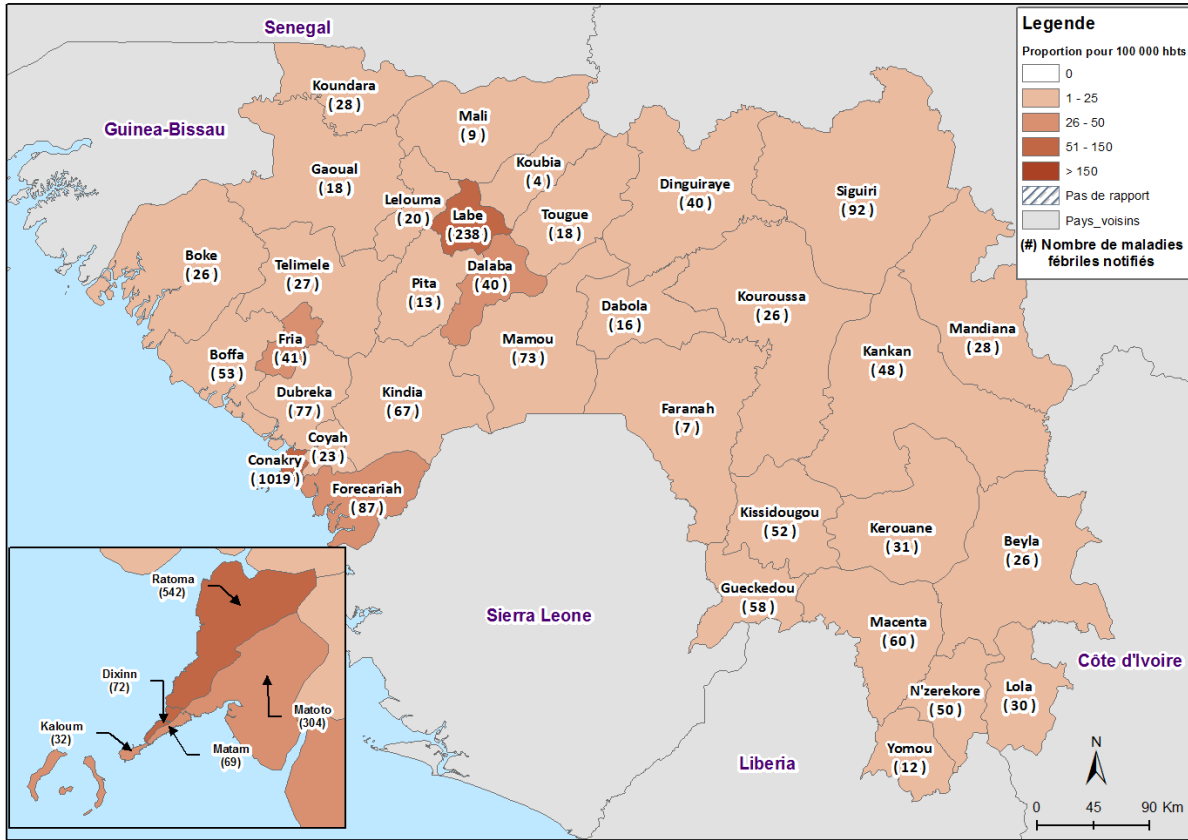 Senegal
Guinea-Bissau
Koundara
(28)
Mali
(9)
Gaoual
(18)
Koubia
(4)
Lelouma
(20)
Labe
(238)
Tougue
(18)
Dinguiraye
(40)
Siguiri
(92)
Boke
(26)
Telimele
(27)
Pita
(13)
Dalaba
(40)
Dabola
(16)
Kouroussa
(26)
Mandiana
(28)
Fria
(41)
Boffa
(53)
Mamou
(73)
Kankan
(48)
Dubreka
(77)
Kindia
(67)
Faranah
(7)
Coyah
(23)
Conakry
(1019)
Forecariah
(87)
Kissidougou
(52)
Kerouane
(31)
Beyla
(26)
Gueckedou
(58)
Macenta
(60)
N'zerekore
(50)
Lola
(30)
Yomou
(12)
Sierra Leone
Liberia
Côte d'Ivoire
Legende
Proportion pour 100 000 hbts
0
1 - 25
26 - 50
51 - 150
> 150
Pas de rapport
Pays_voisins
(#) Nombre de maladies
fébriles notifiés
Ratoma
(542)
Dixinn
(72)
Kaloum
(32)
Matam
(69)
Matoto
(304)
N
0 45 90 Km